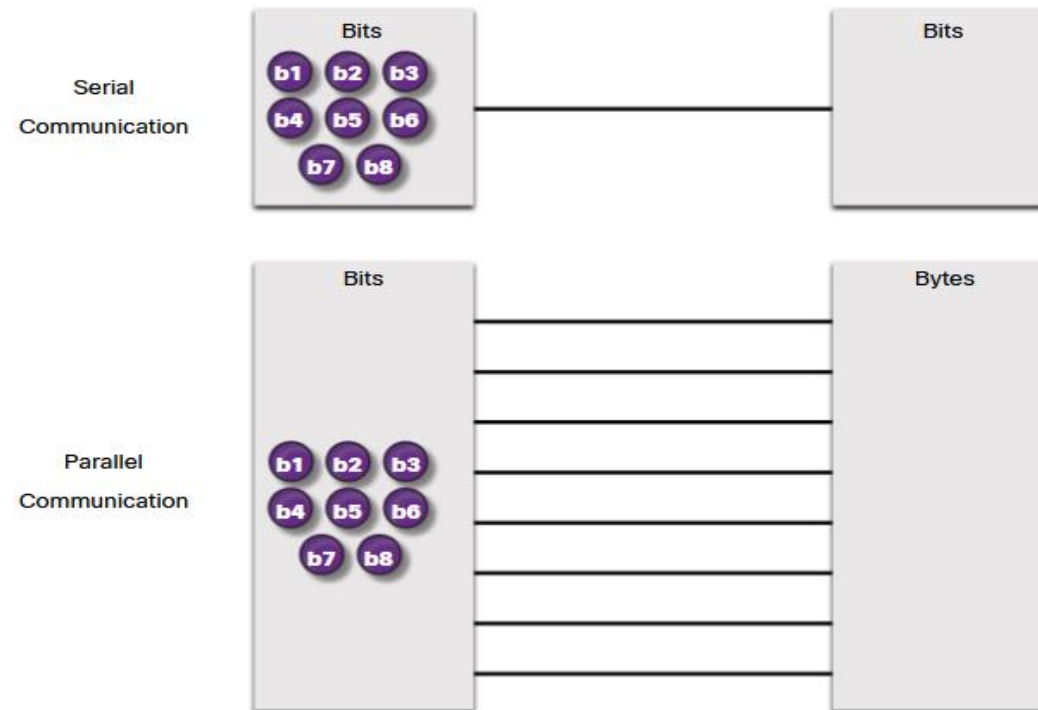 Bits
Bits
Serial
Communication
b1 b2 b3
b4 b5 b6
b7 b8
Bits
Bytes
Parallel
Communication
b1 b2 b3
b4 b5 b6
b7 b8